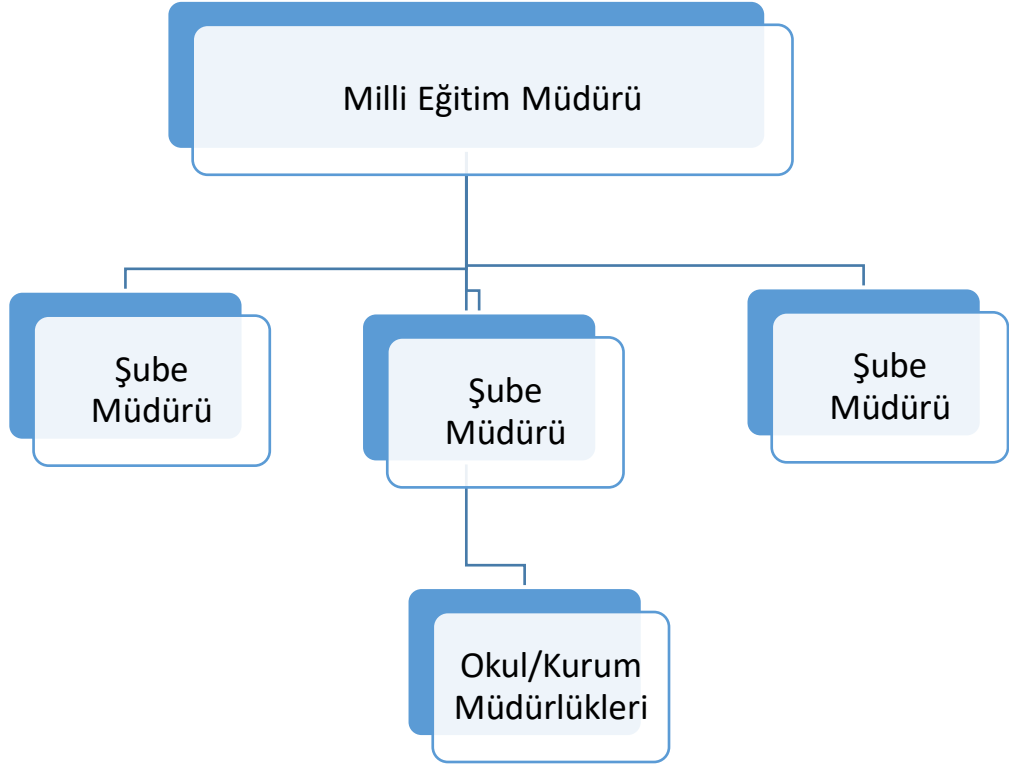 Milli Eğitim Müdürü
Şube
Müdürü
Şube
Müdürü
Şube
Müdürü
Okul/Kurum
Müdürlükleri